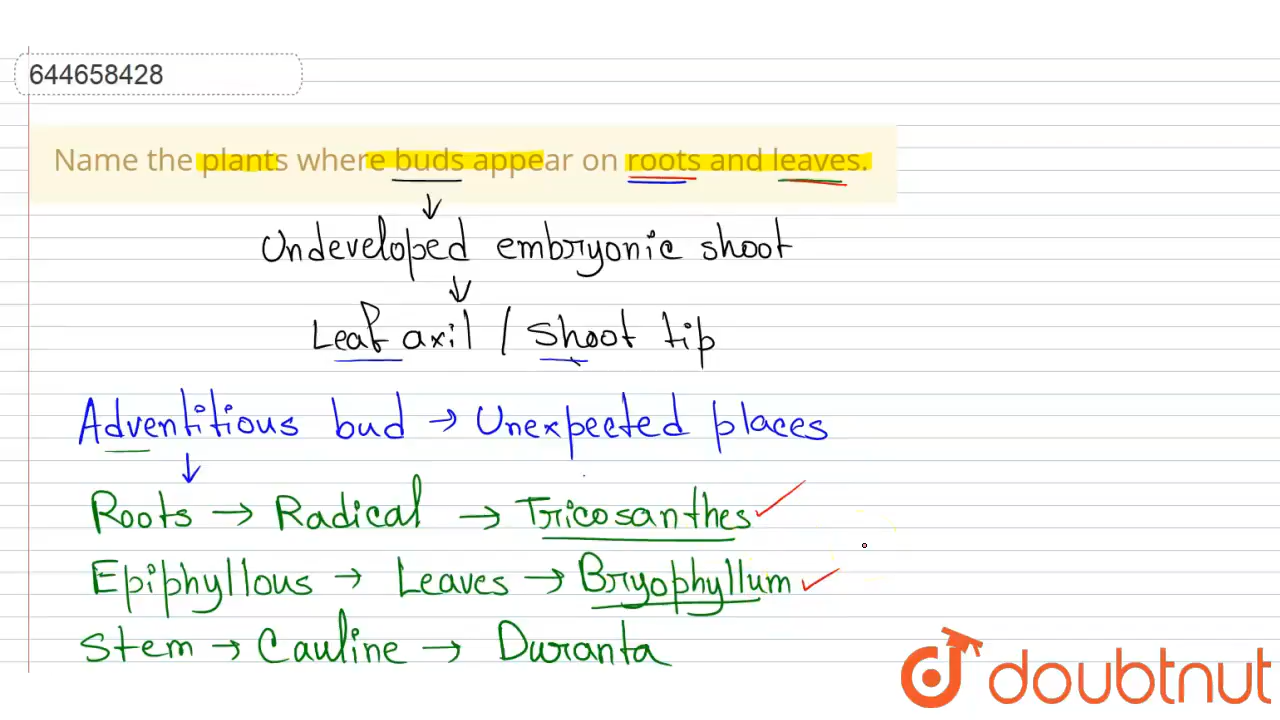 644658428
Name the plants where buds appear on roots and leaves.
↓
Undeveloped embryonic shoot
↓
Leaf axil / Shoot tip
Adventitious bud → Unexpected places
↓
Roots → Radical → Tricosanthes ✓
Epiphyllous → Leaves → Bryophyllum ✓
Stem → Cauline → Duranta
doubtnut